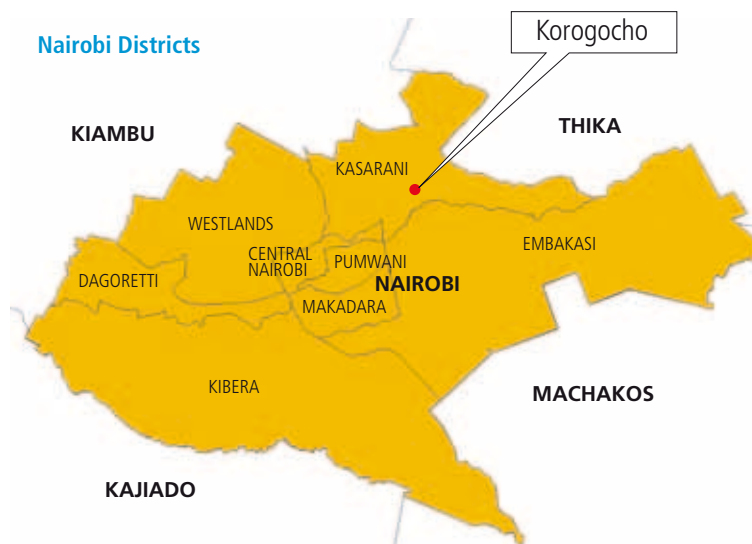 Nairobi Districts
Korogocho
KIAMBU
THIKA
KASARANI
WESTLANDS
CENTRAL
NAIROBI
PUMWANI
EMBAKASI
DAGORETTI
NAIROBI
MAKADARA
KIBERA
MACHAKOS
KAJIADO